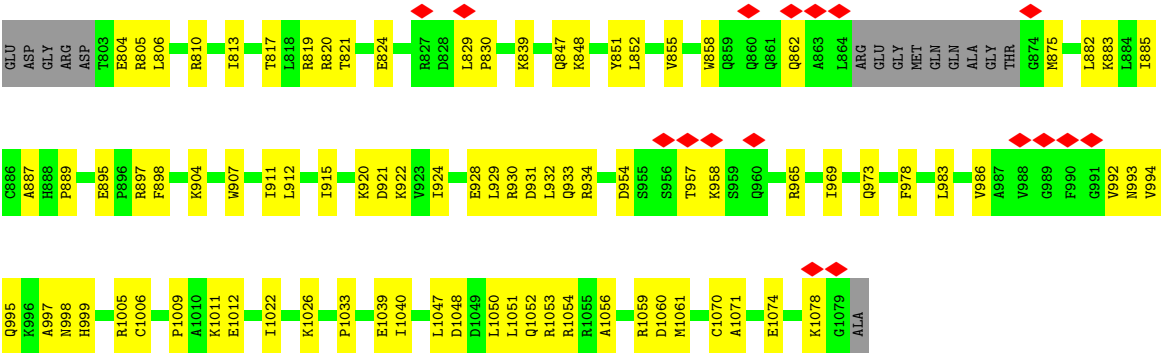 GLU ASP GLY ARG ASP T803 E804 R805 L806 R810 I813 T817 L818 R819 R820 T821 E824 R827 D828 L829 P830 K839 Q847 K848 Y851 L852 V855 W858 Q859 Q860 Q861 Q862 A863 L864 ARG GLU GLY MET GLN GLN ALA GLY THR G874 M875 L882 K883 L884 I885
C886 A887 H888 P889 E895 P896 R897 F898 K904 W907 I911 L912 I915 K920 D921 K922 V923 I924 E928 L929 R930 D931 L932 Q933 R934 D954 S955 S956 T957 K958 S959 Q960 R965 I969 Q973 F978 L983 V986 A987 V988 G989 F990 G991 V992 N993 V994
Q995 K996 A997 N998 H999 R1005 C1006 P1009 A1010 K1011 E1012 I1022 K1026 P1033 E1039 I1040 L1047 D1048 D1049 L1050 L1051 Q1052 R1053 R1054 R1055 A1056 R1059 D1060 M1061 C1070 A1071 E1074 K1078 G1079 ALA